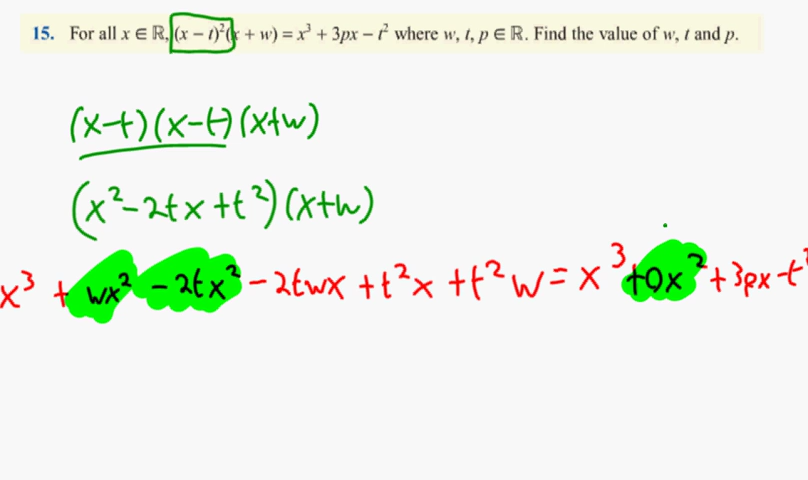 15. For all x ∈ ℝ, (x – t)²(x + w) = x³ + 3px – t² where w, t, p ∈ ℝ. Find the value of w, t and p.
(x-t)(x-t)(x+w)
(x²-2tx+t²)(x+w)
x³ + wx² - 2tx² - 2twx + t²x + t²w = x³ + 0x² + 3px - t²